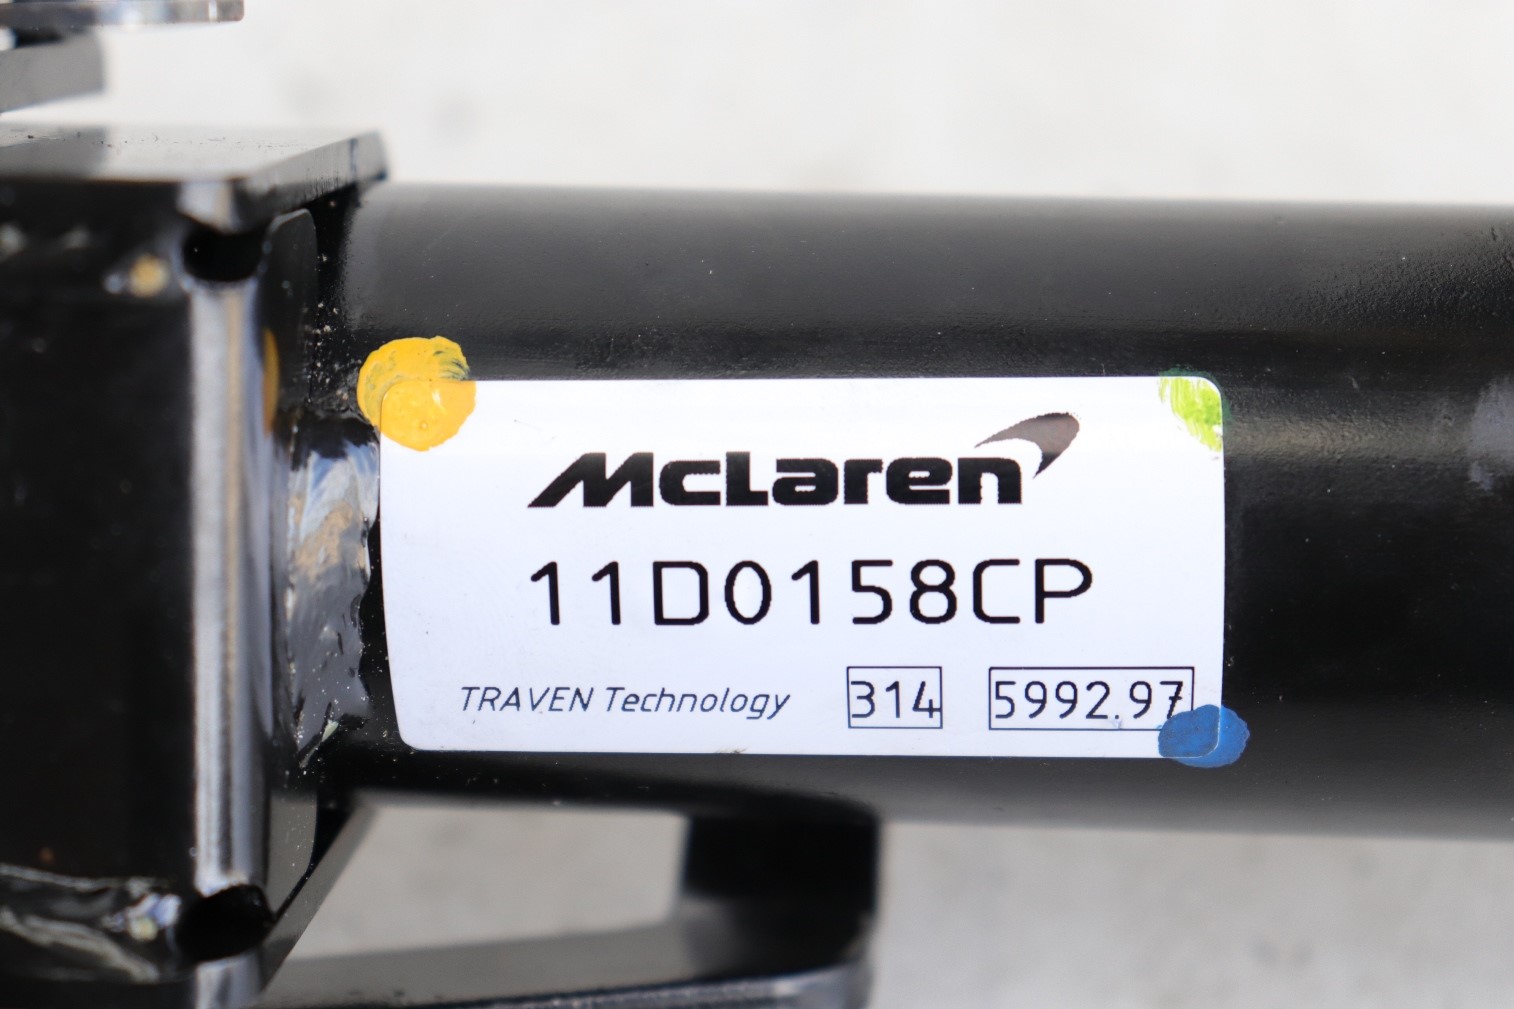 McLaren
11D0158CP
TRAVEN Technology 314 5992.97